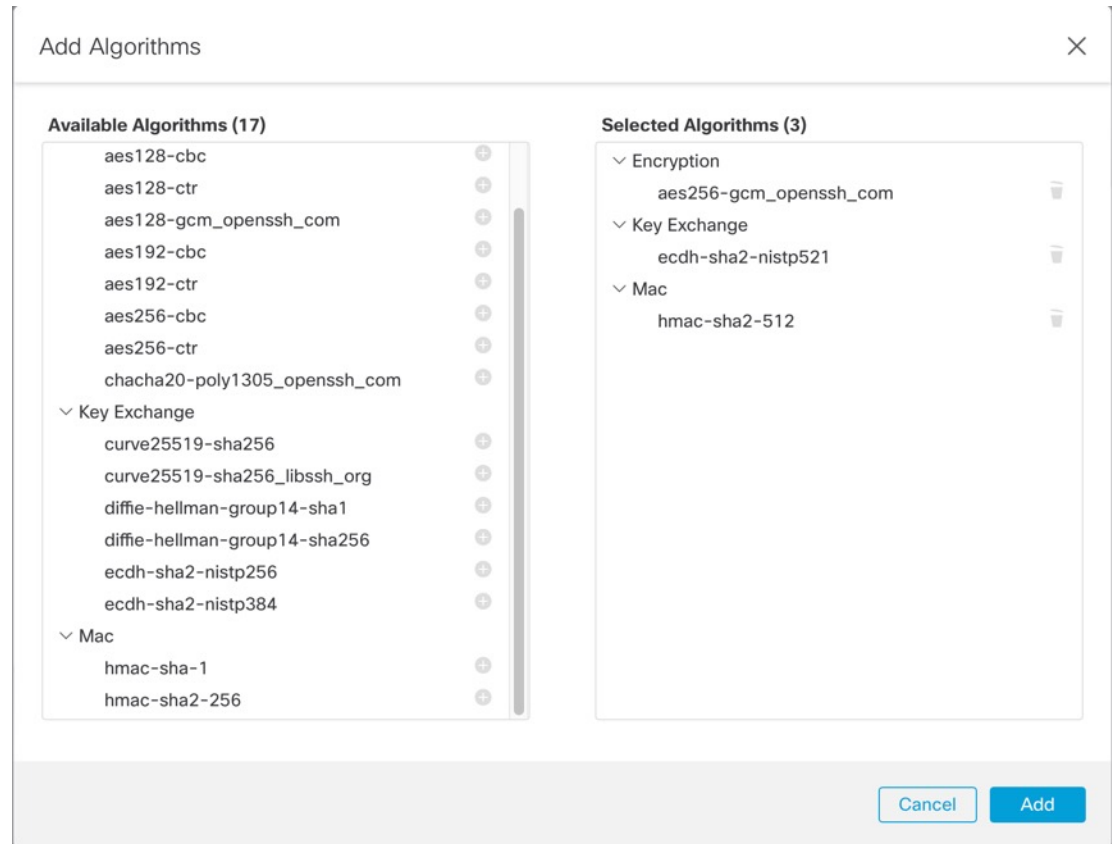 Add Algorithms
Available Algorithms (17)
aes128-cbc
aes128-ctr
aes128-gcm_openssh_com
aes192-cbc
aes192-ctr
aes256-cbc
aes256-ctr
chacha20-poly1305_openssh_com
Key Exchange
curve25519-sha256
curve25519-sha256_libssh_org
diffie-hellman-group14-sha1
diffie-hellman-group14-sha256
ecdh-sha2-nistp256
ecdh-sha2-nistp384
Mac
hmac-sha-1
hmac-sha2-256
Selected Algorithms (3)
Encryption
aes256-gcm_openssh_com
Key Exchange
ecdh-sha2-nistp521
Mac
hmac-sha2-512
Cancel
Add